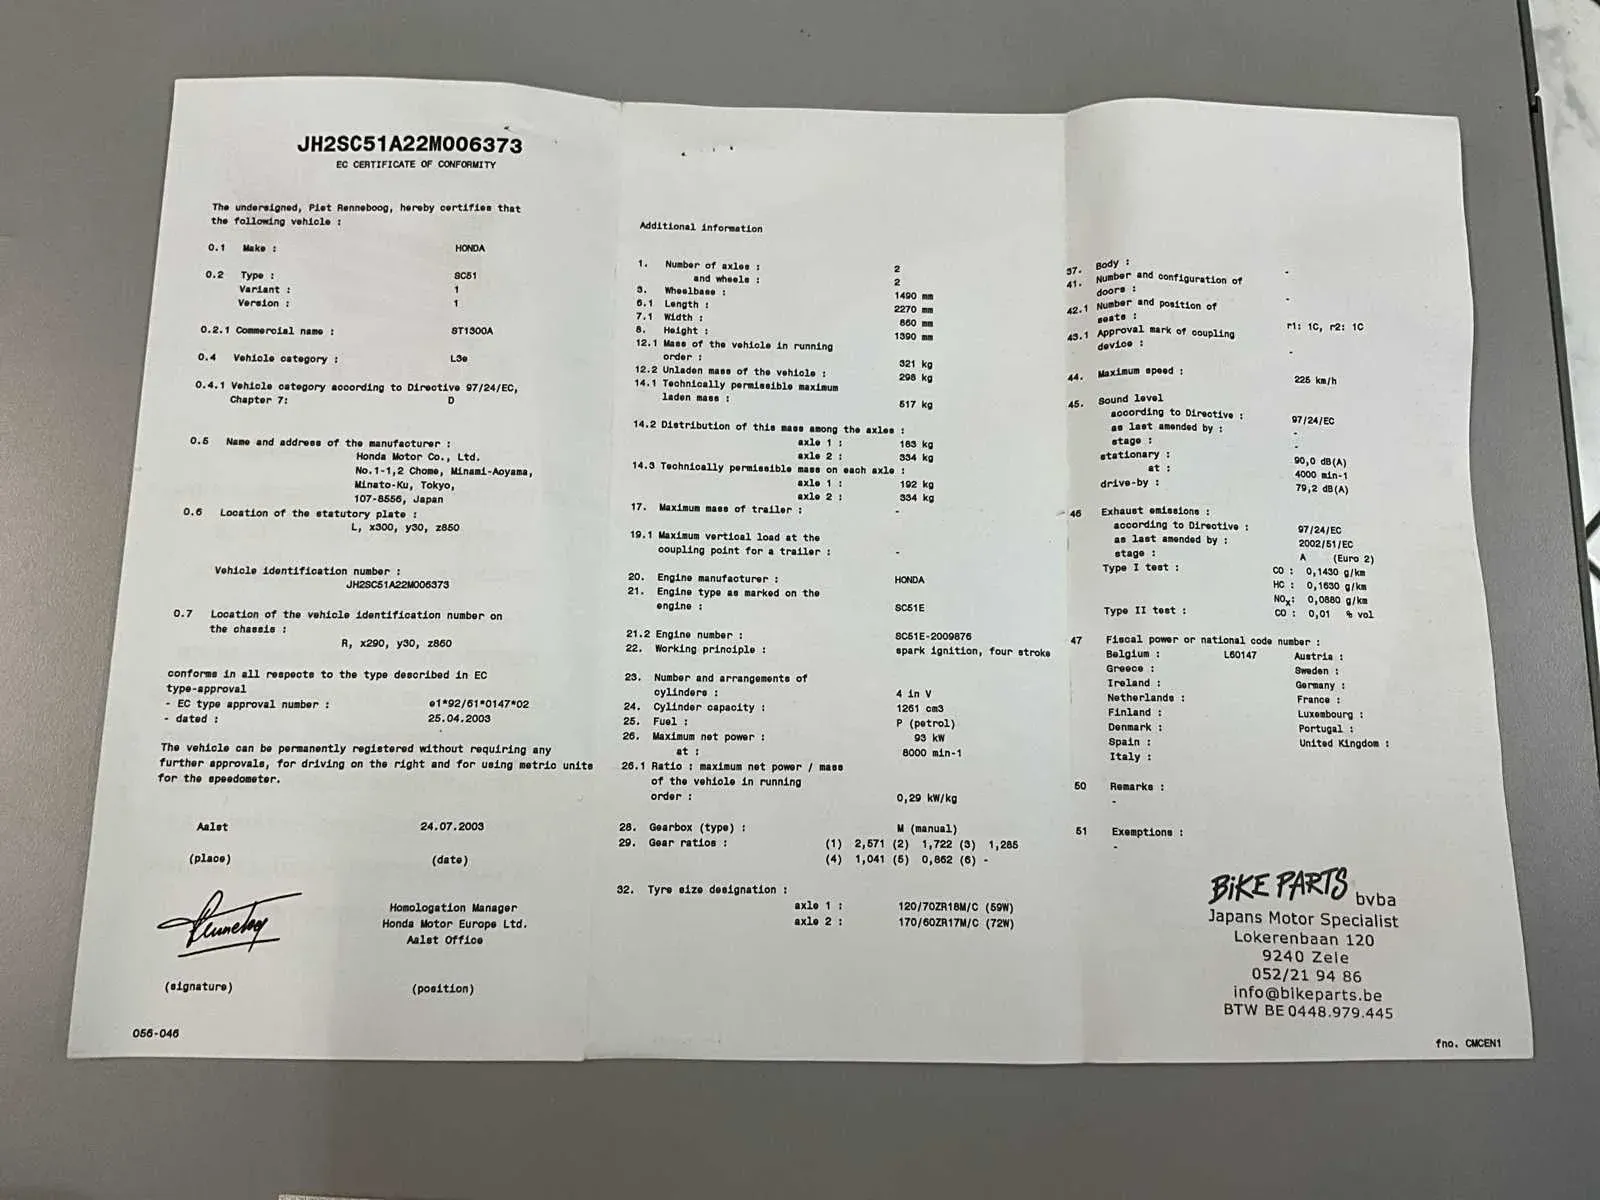 JH2SC51A22M006373
EC CERTIFICATE OF CONFORMITY
The undersigned, Piet Renneboog, hereby certifies that
the following vehicle :
0.1 Make : HONDA
0.2 Type : SC51
Variant : 1
Version : 1
0.2.1 Commercial name : ST1300A
0.4 Vehicle category : L3e
0.4.1 Vehicle category according to Directive 97/24/EC,
Chapter 7: D
0.5 Name and address of the manufacturer :
Honda Motor Co., Ltd.
No.1-1,2 Chome, Minami-Aoyama,
Minato-Ku, Tokyo,
107-8556, Japan
0.6 Location of the statutory plate :
L, x300, y30, z850
Vehicle identification number :
JH2SC51A22M006373
0.7 Location of the vehicle identification number on
the chassis :
R, x290, y30, z860
conforms in all respects to the type described in EC
type-approval
- EC type approval number : e1*92/61*0147*02
- dated : 25.04.2003
The vehicle can be permanently registered without requiring any
further approvals, for driving on the right and for using metric units
for the speedometer.
Aalst 24.07.2003
(place) (date)
Homologation Manager
Honda Motor Europe Ltd.
Aalst Office
(signature) (position)
056-046
Additional information
1. Number of axles : 2
and wheels : 2
3. Wheelbase : 1490 mm
6.1 Length : 2270 mm
7.1 Width : 860 mm
8. Height : 1390 mm
12.1 Mass of the vehicle in running
order : 321 kg
12.2 Unladen mass of the vehicle : 298 kg
14.1 Technically permissible maximum
laden mass : 517 kg
14.2 Distribution of this mass among the axles :
axle 1 : 183 kg
axle 2 : 334 kg
14.3 Technically permissible mass on each axle :
axle 1 : 192 kg
axle 2 : 334 kg
17. Maximum mass of trailer : -
19.1 Maximum vertical load at the
coupling point for a trailer : -
20. Engine manufacturer : HONDA
21. Engine type as marked on the
engine : SC51E
21.2 Engine number : SC51E-2009876
22. Working principle : spark ignition, four stroke
23. Number and arrangements of
cylinders : 4 in V
24. Cylinder capacity : 1261 cm3
25. Fuel : P (petrol)
26. Maximum net power : 93 kW
at : 8000 min-1
26.1 Ratio : maximum net power / mass
of the vehicle in running
order : 0,29 kW/kg
28. Gearbox (type) : M (manual)
29. Gear ratios : (1) 2,571 (2) 1,722 (3) 1,285
(4) 1,041 (5) 0,862 (6) -
32. Tyre size designation :
axle 1 : 120/70ZR18M/C (59W)
axle 2 : 170/60ZR17M/C (72W)
37. Body : -
41. Number and configuration of
doors : -
42.1 Number and position of
seats : r1: 1C, r2: 1C
43.1 Approval mark of coupling
device : -
44. Maximum speed : 225 km/h
45. Sound level
according to Directive : 97/24/EC
as last amended by : -
stage : -
stationary : 90,0 dB(A)
at : 4000 min-1
drive-by : 79,2 dB(A)
46 Exhaust emissions :
according to Directive : 97/24/EC
as last amended by : 2002/51/EC
stage : A (Euro 2)
Type I test : CO : 0,1430 g/km
HC : 0,1630 g/km
NOx: 0,0880 g/km
Type II test : CO : 0,01 % vol
47 Fiscal power or national code number :
Belgium : L60147 Austria :
Greece : Sweden :
Ireland : Germany :
Netherlands : France :
Finland : Luxembourg :
Denmark : Portugal :
Spain : United Kingdom :
Italy :
50 Remarks :
-
51 Exemptions :
-
BIKE PARTS bvba
Japans Motor Specialist
Lokerenbaan 120
9240 Zele
052/21 94 86
info@bikeparts.be
BTW BE 0448.979.445
fno. CMCEN1